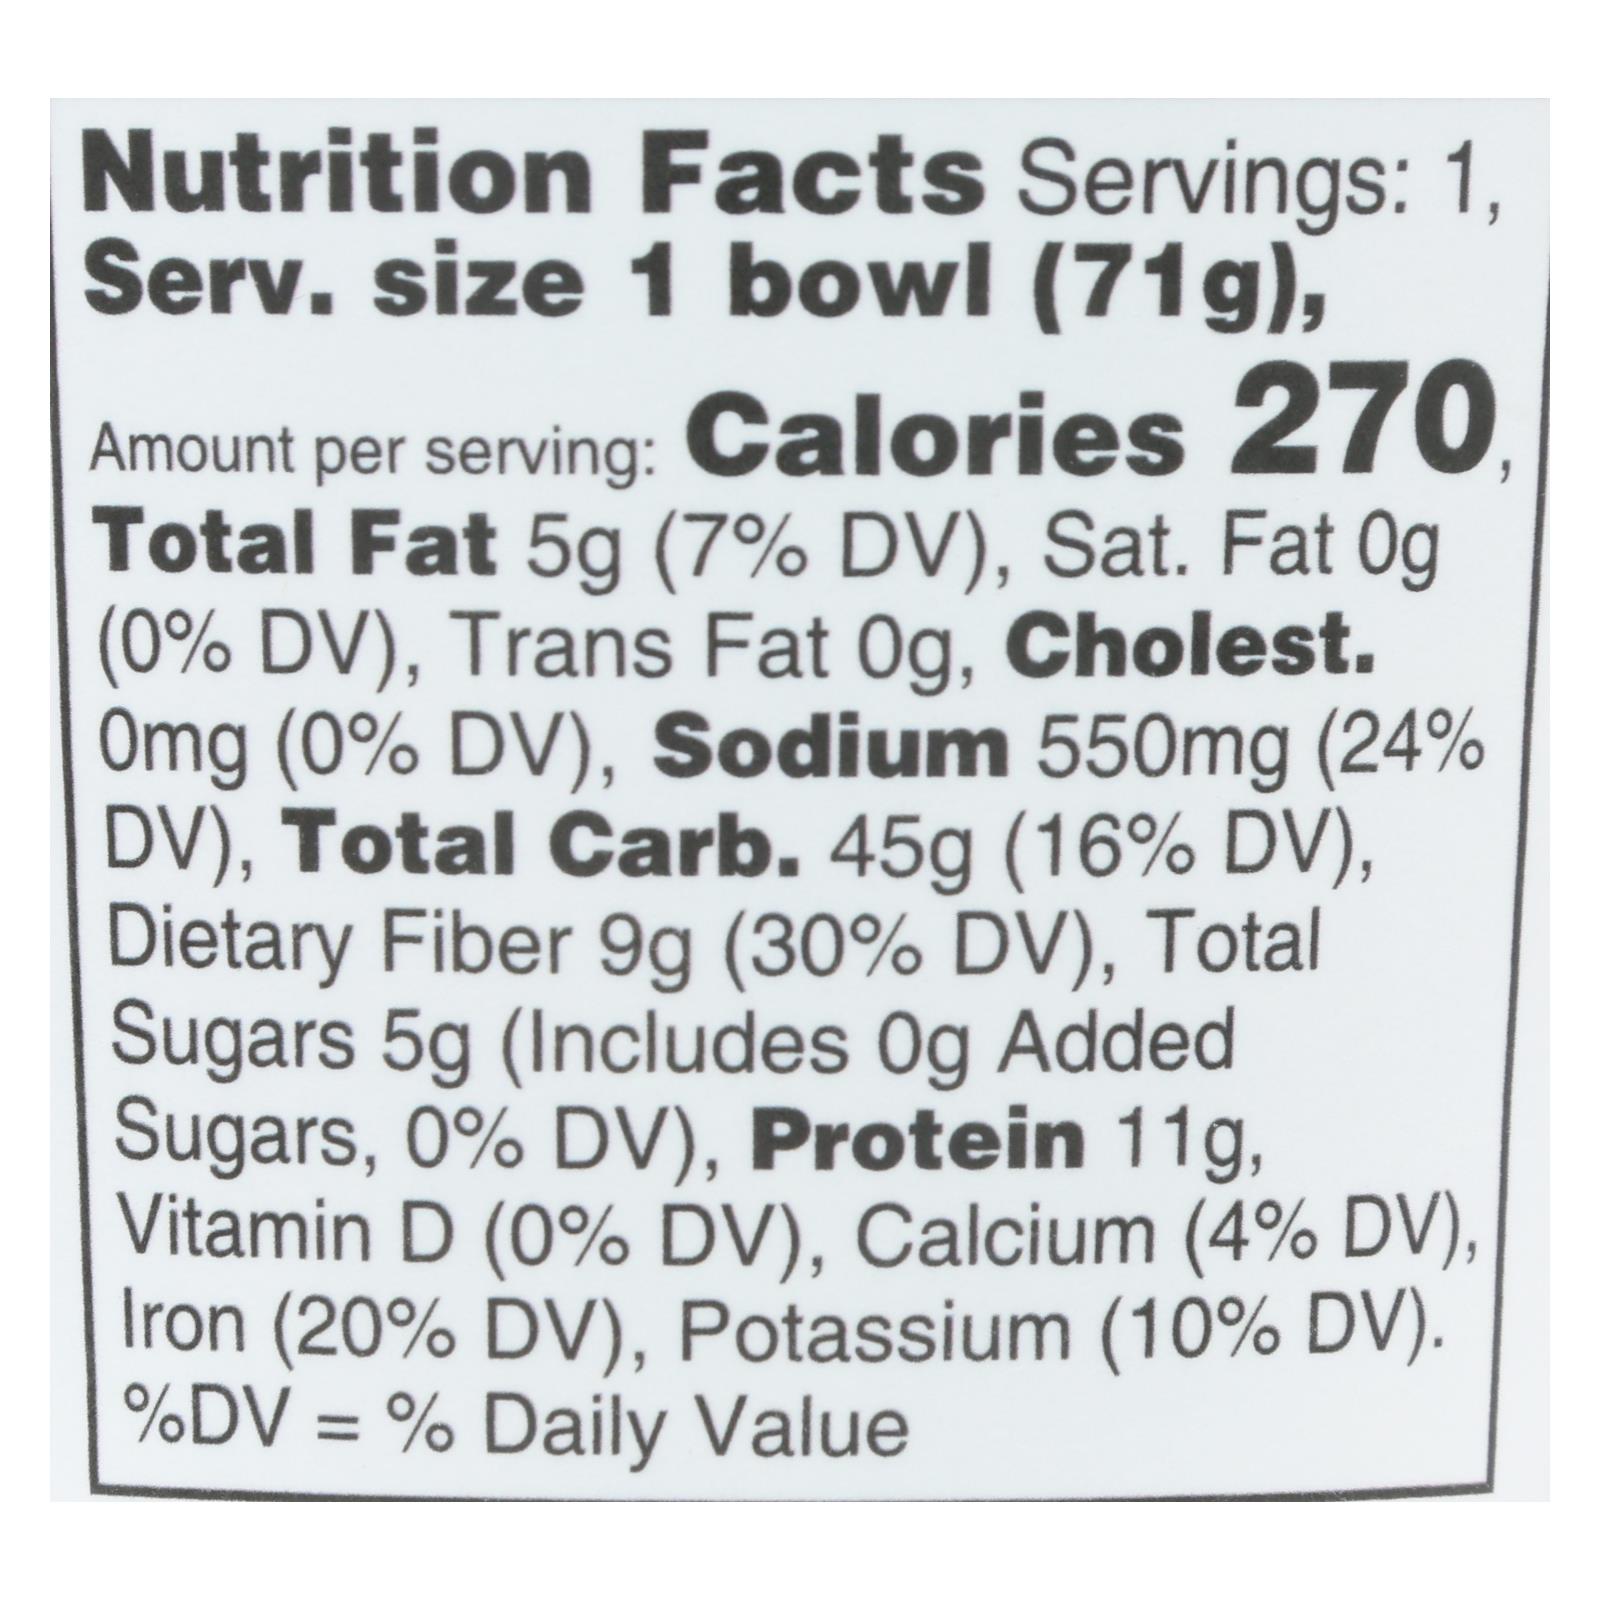 Nutrition Facts Servings: 1,
Serv. size 1 bowl (71g),
Amount per serving: Calories 270,
Total Fat 5g (7% DV), Sat. Fat 0g
(0% DV), Trans Fat 0g, Cholest.
0mg (0% DV), Sodium 550mg (24%
DV), Total Carb. 45g (16% DV),
Dietary Fiber 9g (30% DV), Total
Sugars 5g (Includes 0g Added
Sugars, 0% DV), Protein 11g,
Vitamin D (0% DV), Calcium (4% DV),
Iron (20% DV), Potassium (10% DV).
%DV = % Daily Value